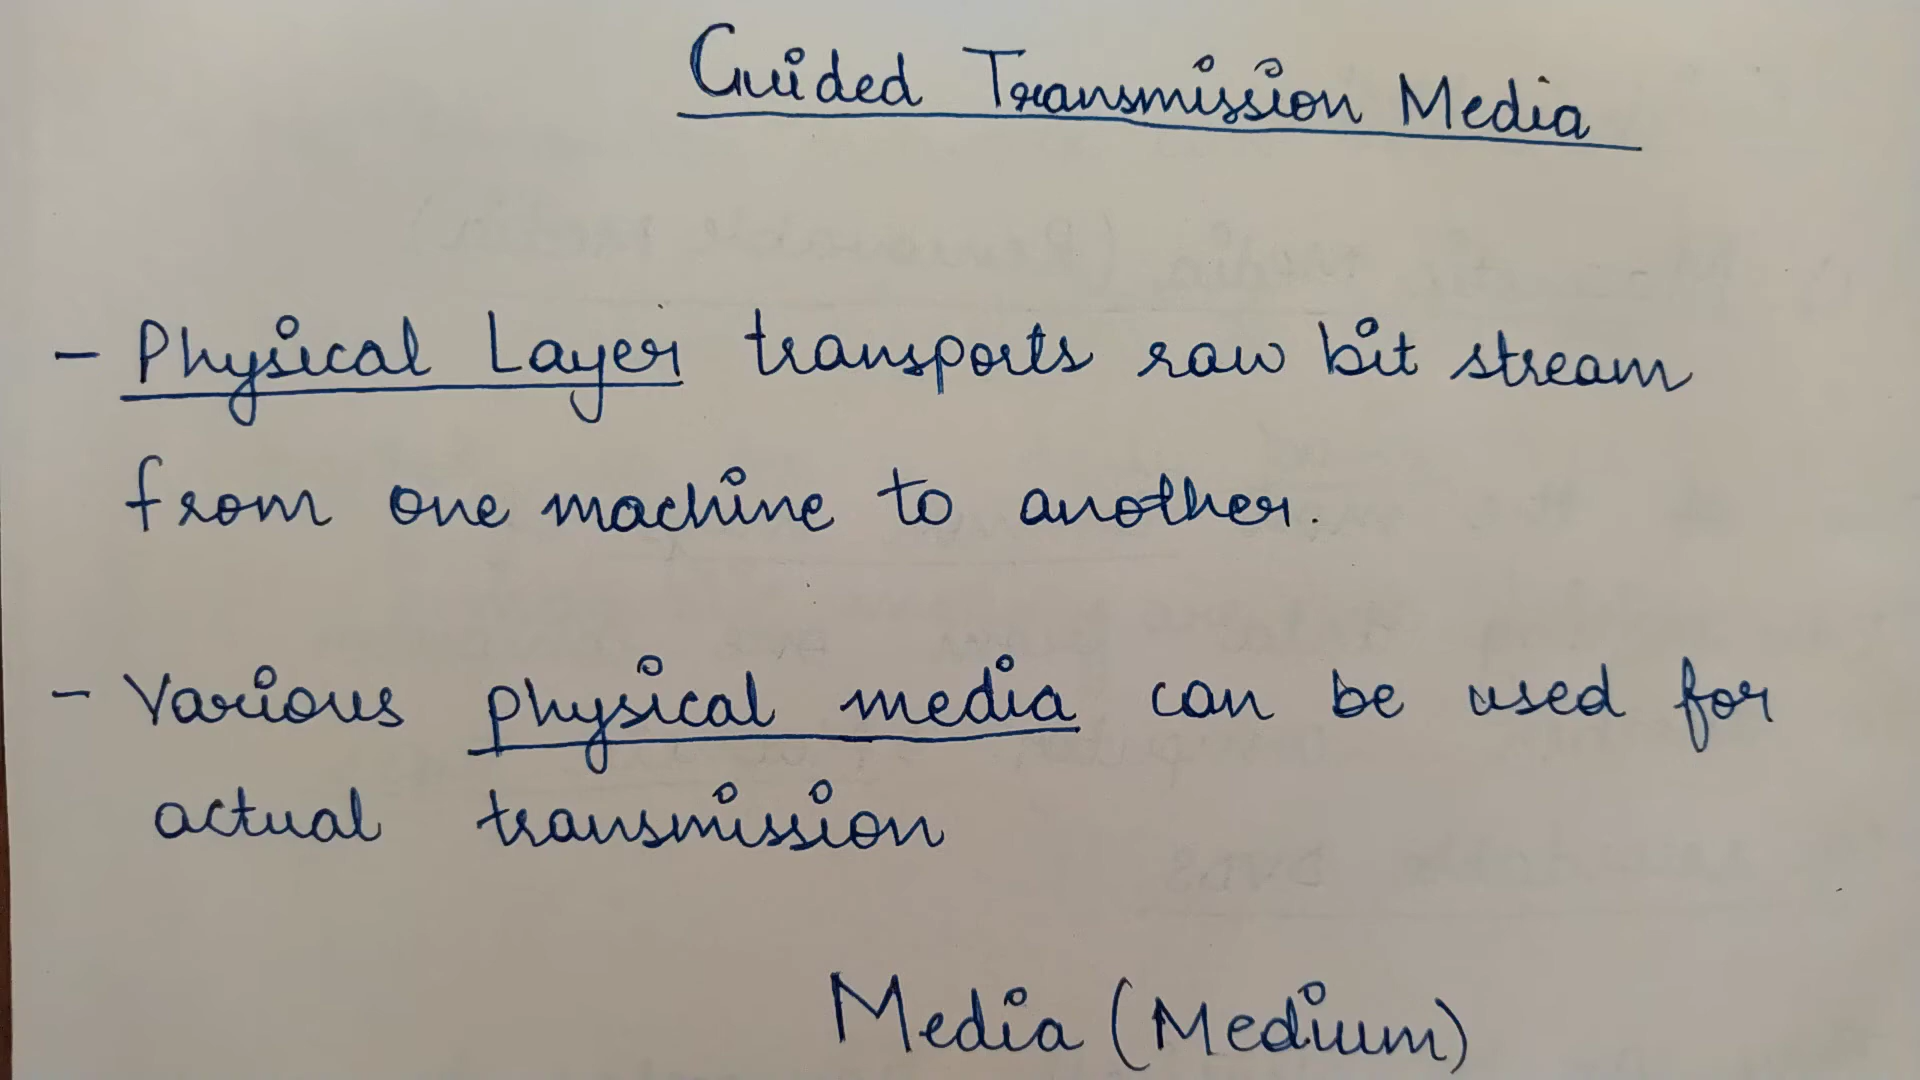 Guided Transmission Media
- Physical Layer transports raw bit stream
from one machine to another.
- Various physical media can be used for
actual transmission
Media (Medium)